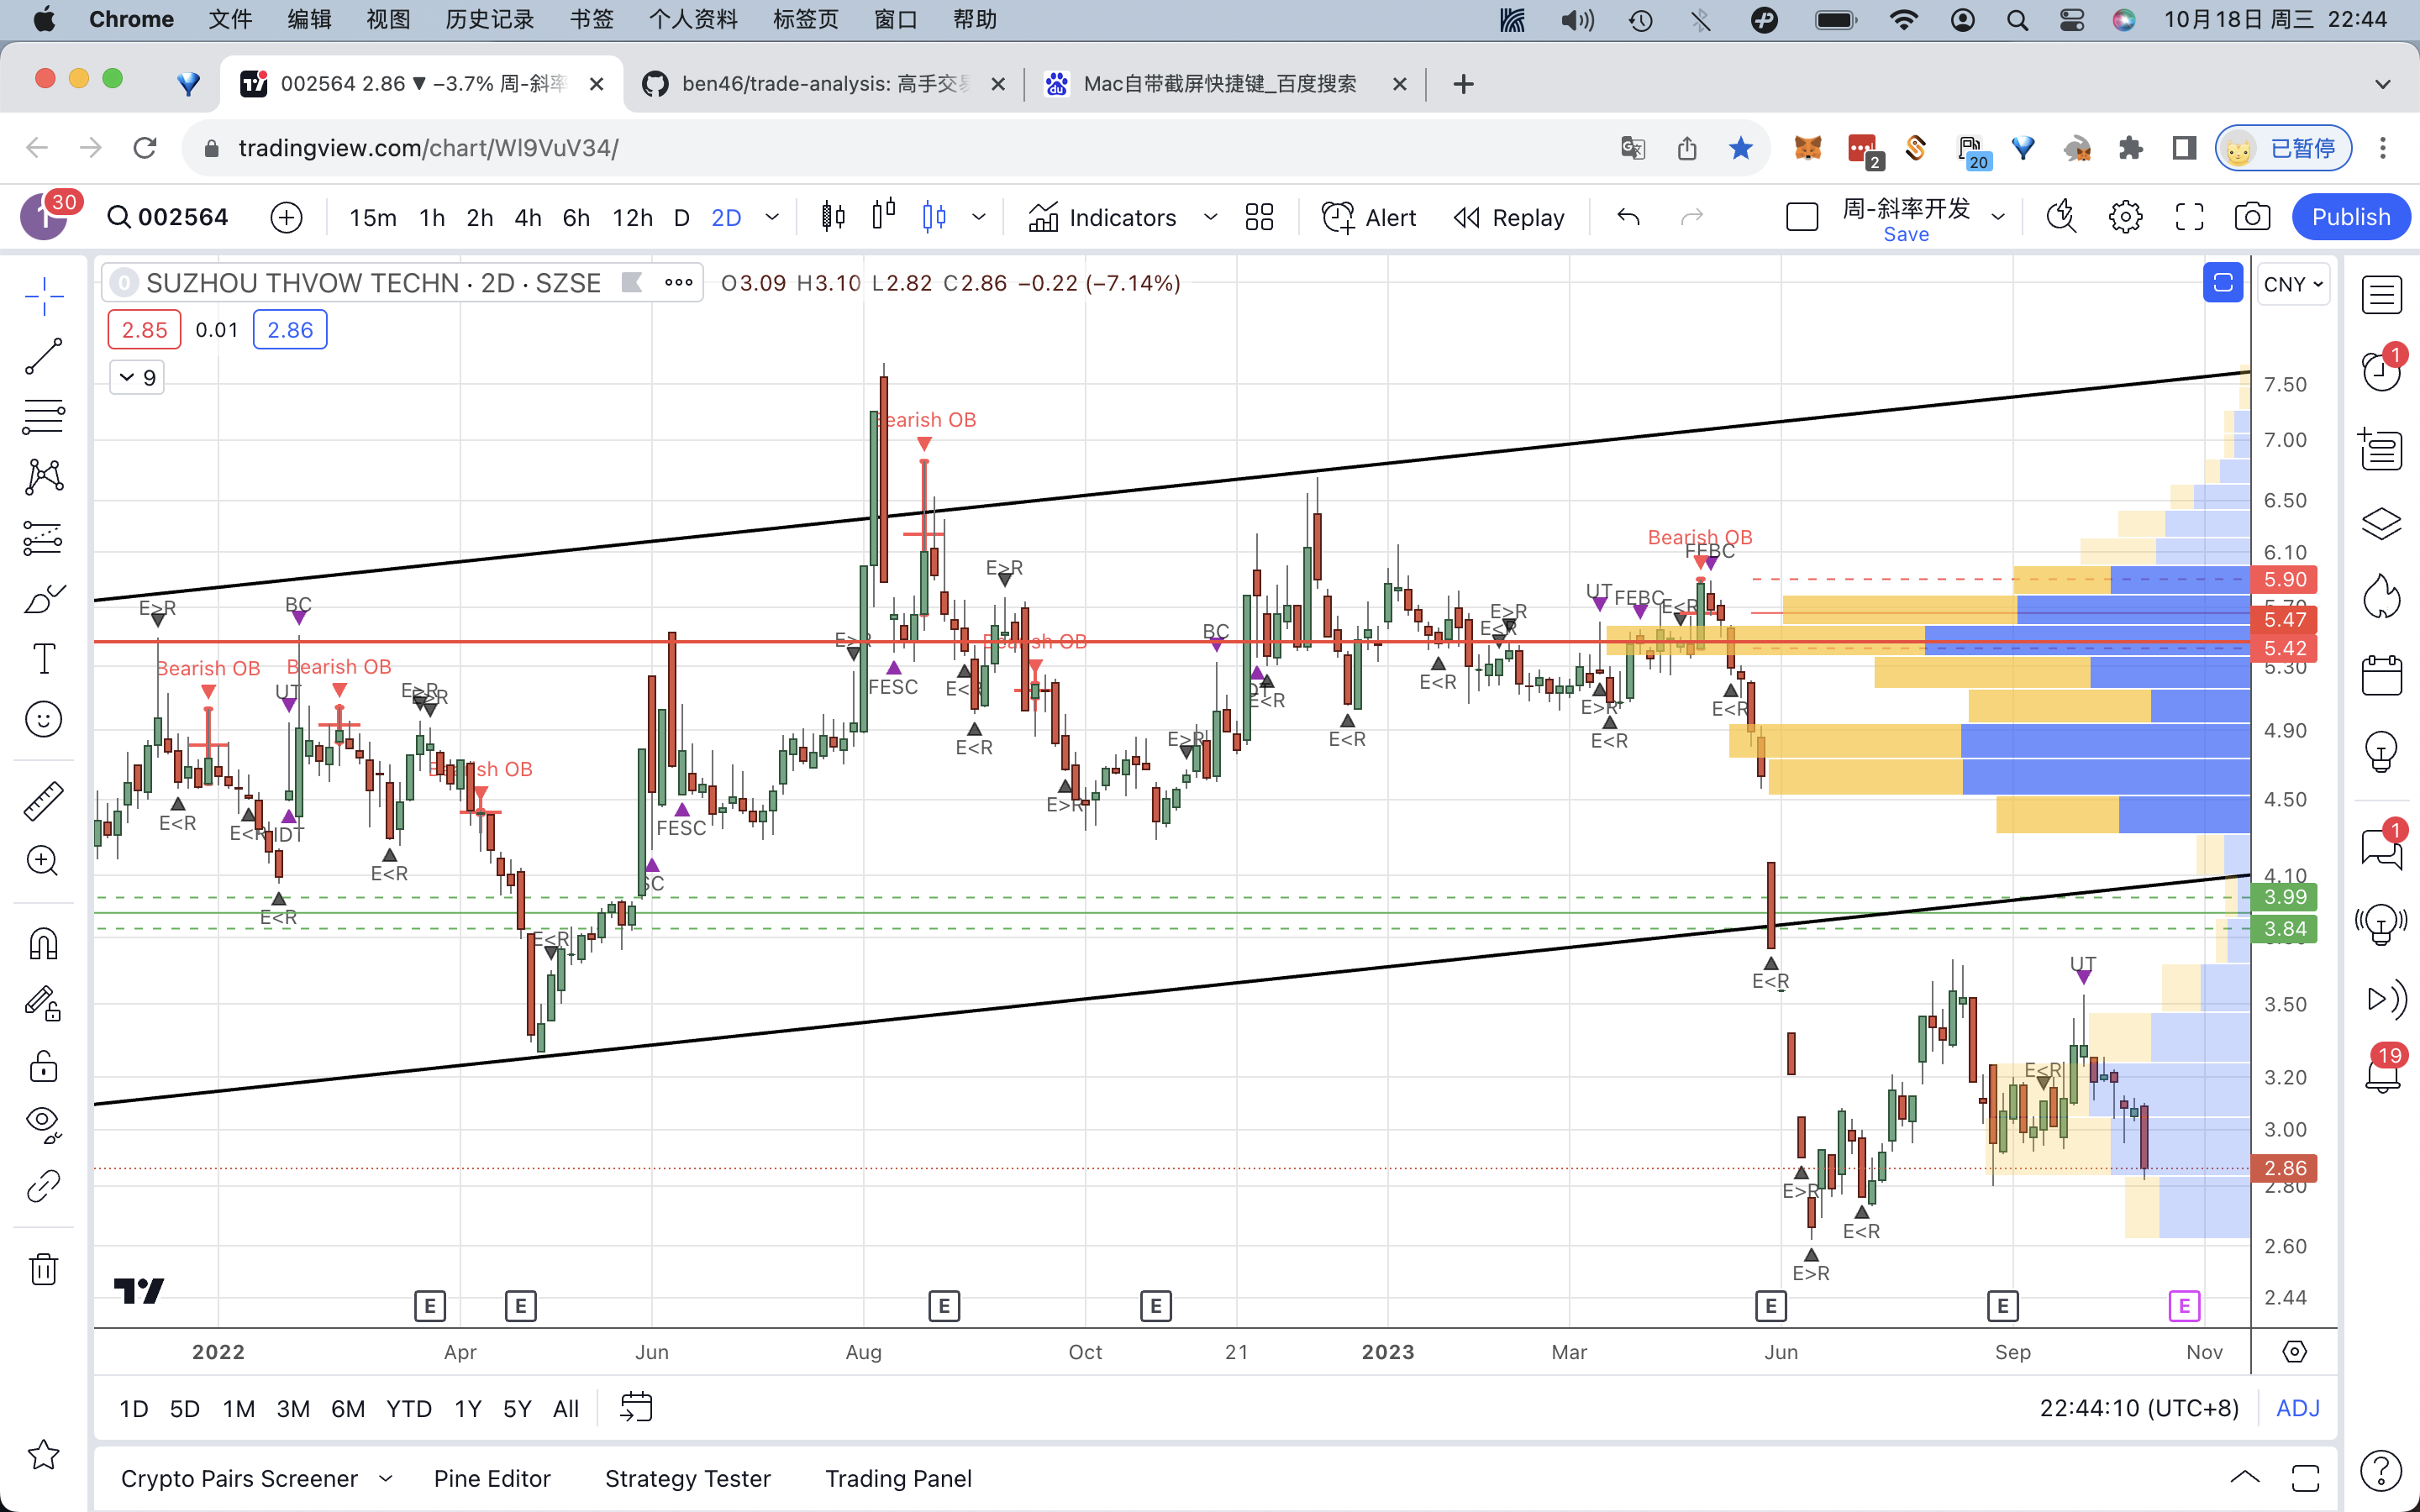 Chrome 文件 编辑 视图 历史记录 书签 个人资料 标签页 窗口 帮助 10月18日 周三 22:44
002564 2.86 ▼ −3.7% 周-斜率 ben46/trade-analysis: 高手交易 Mac自带截屏快捷键_百度搜索
tradingview.com/chart/WI9VuV34/ 2 20 已暂停
1 30 002564 15m 1h 2h 4h 6h 12h D 2D Indicators Alert Replay 周-斜率开发 Save Publish
SUZHOU THVOW TECHN · 2D · SZSE O3.09 H3.10 L2.82 C2.86 −0.22 (−7.14%) CNY
2.85 0.01 2.86
9
7.50
Bearish OB
7.00
6.50
Bearish OB
FEBC
6.10
E>R
5.90
UT FEBC E<R
E>R BC
E>R
5.47
BC
E<R
E>R
Bearish OB
5.42
Bearish OB Bearish OB
5.30
FESC
E<R
E<R
UT
E>R
E>R
E<R
E>R
E<R
4.90
E<R
E<R
E<R
E>R
Bearish OB
4.50
E>R
E<R
E<R
IDT
FESC
E<R
4.10
SC
3.99
E<R
3.84
E<R
UT
E<R
3.50
E<R
3.20
3.00
2.86
E>R
2.80
E<R
2.60
E>R
2.44
E E E E E E E
2022 Apr Jun Aug Oct 21 2023 Mar Jun Sep Nov
1D 5D 1M 3M 6M YTD 1Y 5Y All 22:44:10 (UTC+8) ADJ
Crypto Pairs Screener Pine Editor Strategy Tester Trading Panel
1
1
19